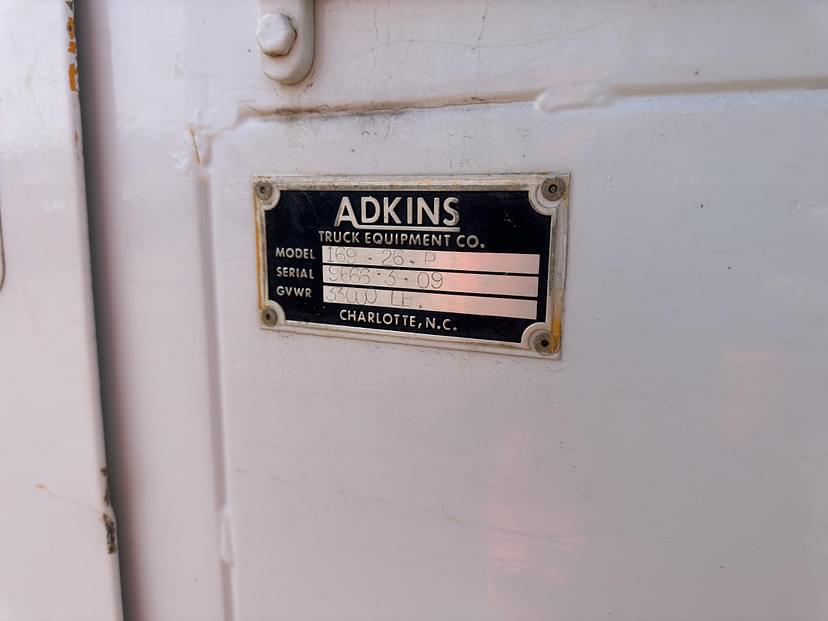 ADKINS
TRUCK EQUIPMENT CO.
MODEL 169 - 26 - P
SERIAL 9666-3-09
GVWR 33000 LB.
CHARLOTTE, N.C.